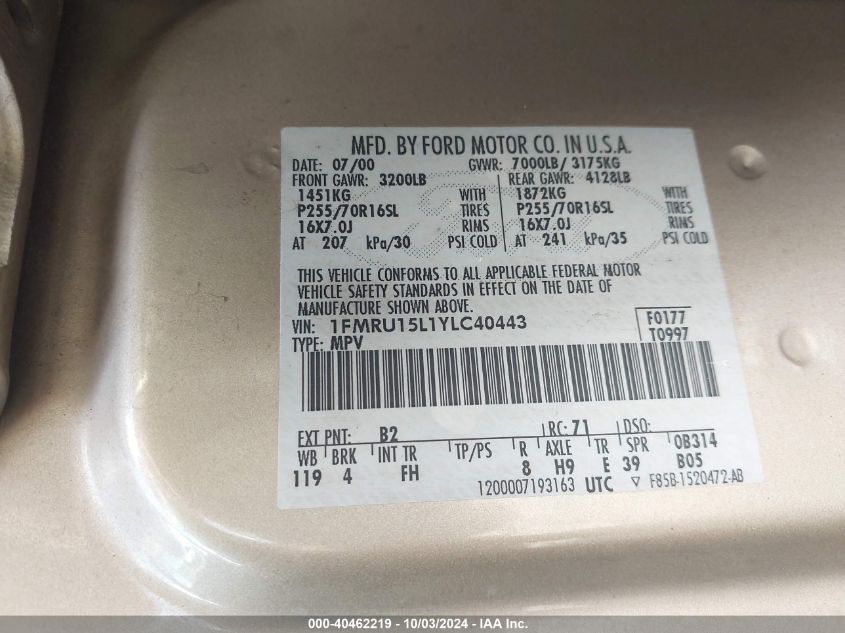 MFD. BY FORD MOTOR CO. IN U.S.A.
DATE: 07/00 GVWR: 7000LB/ 3175KG
FRONT GAWR: 3200LB REAR GAWR: 4128LB
1451KG WITH 1872KG WITH
P255/70R16SL TIRES P255/70R16SL TIRES
16X7.0J RIMS 16X7.0J RIMS
AT 207 kPa/30 PSI COLD AT 241 kPa/35 PSI COLD
THIS VEHICLE CONFORMS TO ALL APPLICABLE FEDERAL MOTOR
VEHICLE SAFETY STANDARDS IN EFFECT ON THE DATE OF
MANUFACTURE SHOWN ABOVE.
VIN: 1FMRU15L1YLC40443 F0177
TYPE: MPV T0997
EXT PNT: B2 RC: 71 DSO:
WB BRK INT TR TP/PS R AXLE TR SPR 0B314
119 4 FH 8 H9 E 39 B05
1200007193163 UTC ▽ F85B-1520472-AB
000-40462219 - 10/03/2024 - IAA Inc.